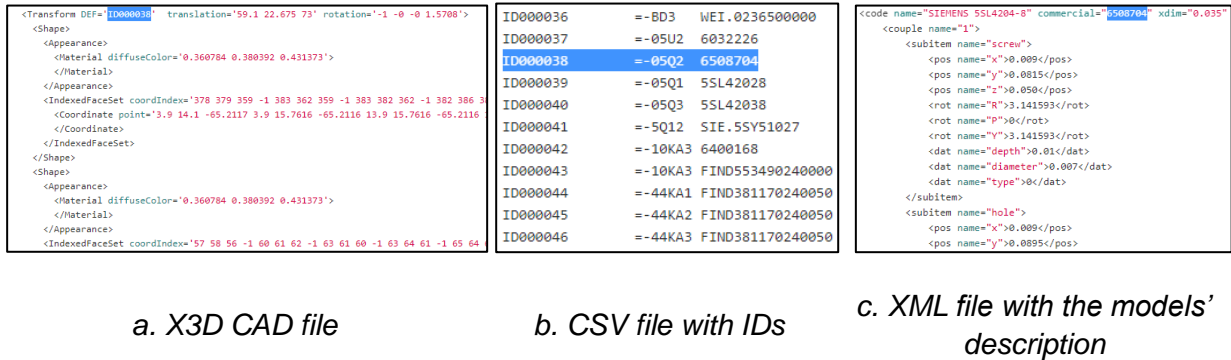 <Transform DEF='ID000038' translation='59.1 22.675 73' rotation='-1 -0 -0 1.5708'>
<Shape>
<Appearance>
<Material diffuseColor='0.360784 0.380392 0.431373'>
</Material>
</Appearance>
<IndexedFaceSet coordIndex='378 379 359 -1 383 362 359 -1 383 382 362 -1 382 386
<Coordinate point='3.9 14.1 -65.2117 3.9 15.7616 -65.2116 13.9 15.7616 -65.2116
</Coordinate>
</IndexedFaceSet>
</Shape>
<Shape>
<Appearance>
<Material diffuseColor='0.360784 0.380392 0.431373'>
</Material>
</Appearance>
<IndexedFaceSet coordIndex='57 58 56 -1 60 61 62 -1 63 61 60 -1 63 64 61 -1 65 64
a. X3D CAD file
ID000036 =-BD3 WEI.0236500000
ID000037 =-05U2 6032226
ID000038 =-05Q2 6508704
ID000039 =-05Q1 5SL42028
ID000040 =-05Q3 5SL42038
ID000041 =-5Q12 SIE.5SY51027
ID000042 =-10KA3 6400168
ID000043 =-10KA3 FIND553490240000
ID000044 =-44KA1 FIND381170240050
ID000045 =-44KA2 FIND381170240050
ID000046 =-44KA3 FIND381170240050
b. CSV file with IDs
<code name="SIEMENS 5SL4204-8" commercial="6508704" xdim="0.035"
<couple name="1">
<subitem name="screw">
<pos name="x">0.009</pos>
<pos name="y">0.0815</pos>
<pos name="z">0.050</pos>
<rot name="R">3.141593</rot>
<rot name="P">0</rot>
<rot name="Y">3.141593</rot>
<dat name="depth">0.01</dat>
<dat name="diameter">0.007</dat>
<dat name="type">0</dat>
</subitem>
<subitem name="hole">
<pos name="x">0.009</pos>
<pos name="y">0.0895</pos>
c. XML file with the models'
description